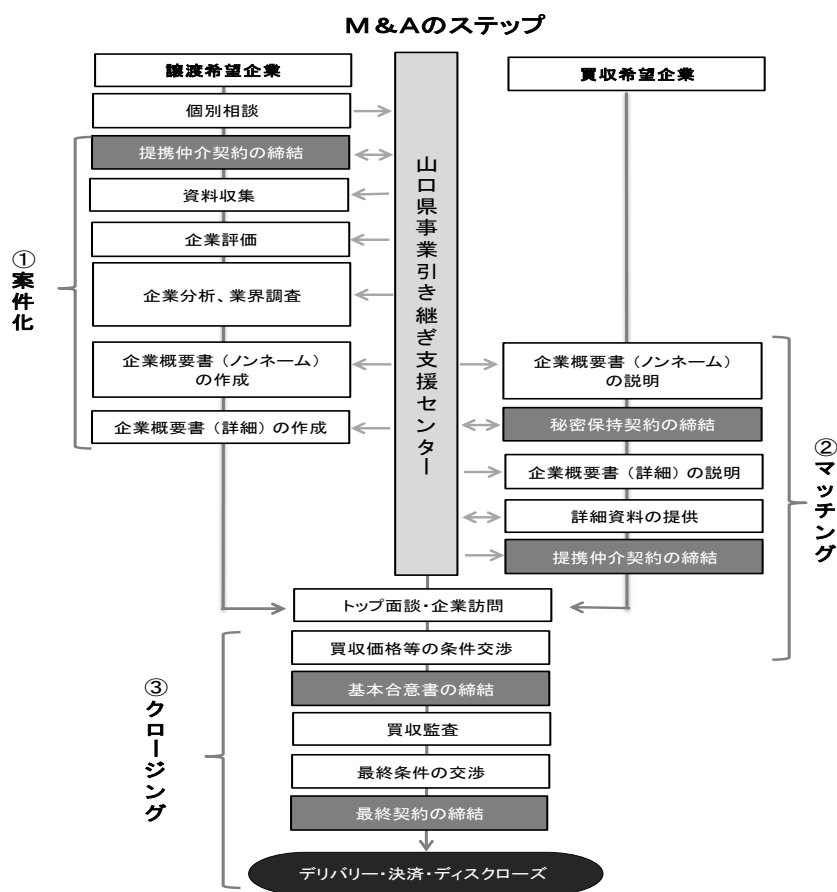 M&Aのステップ
譲渡希望企業
買収希望企業
個別相談
提携仲介契約の締結
資料収集
企業評価
企業分析、業界調査
企業概要書（ノンネーム）
の作成
企業概要書（詳細）の作成
①案件化
山口県事業引き継ぎ支援センター
企業概要書（ノンネーム）
の説明
秘密保持契約の締結
企業概要書（詳細）の説明
詳細資料の提供
提携仲介契約の締結
②マッチング
トップ面談・企業訪問
買収価格等の条件交渉
基本合意書の締結
買収監査
最終条件の交渉
最終契約の締結
デリバリー・決済・ディスクローズ
③クロージング